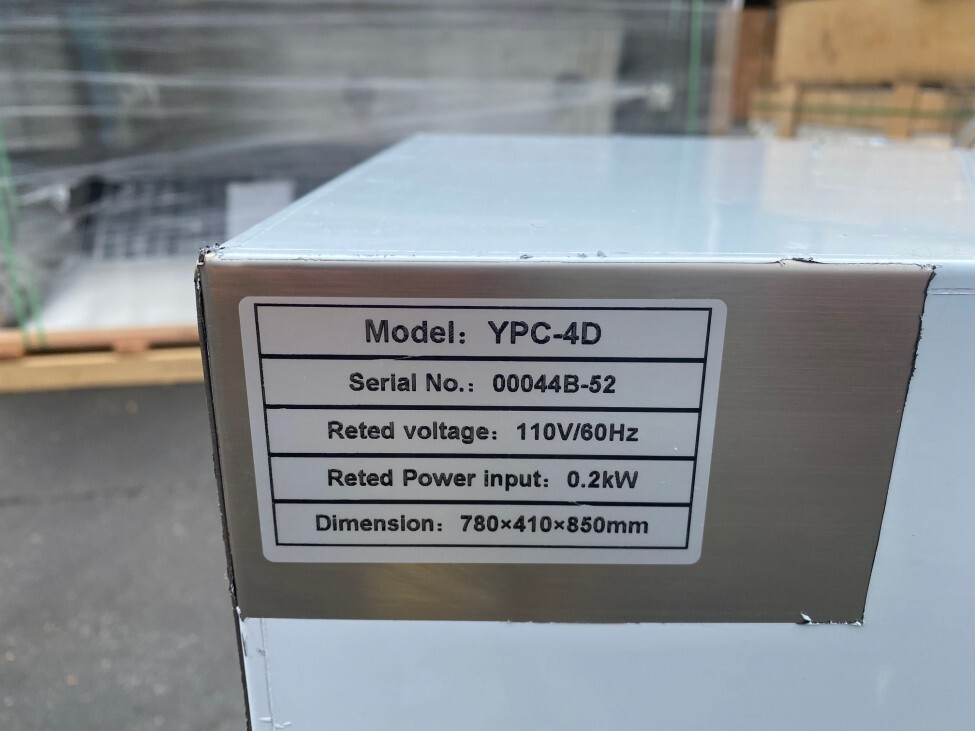 Model: YPC-4D
Serial No.: 00044B-52
Reted voltage: 110V/60Hz
Reted Power input: 0.2kW
Dimension: 780×410×850mm